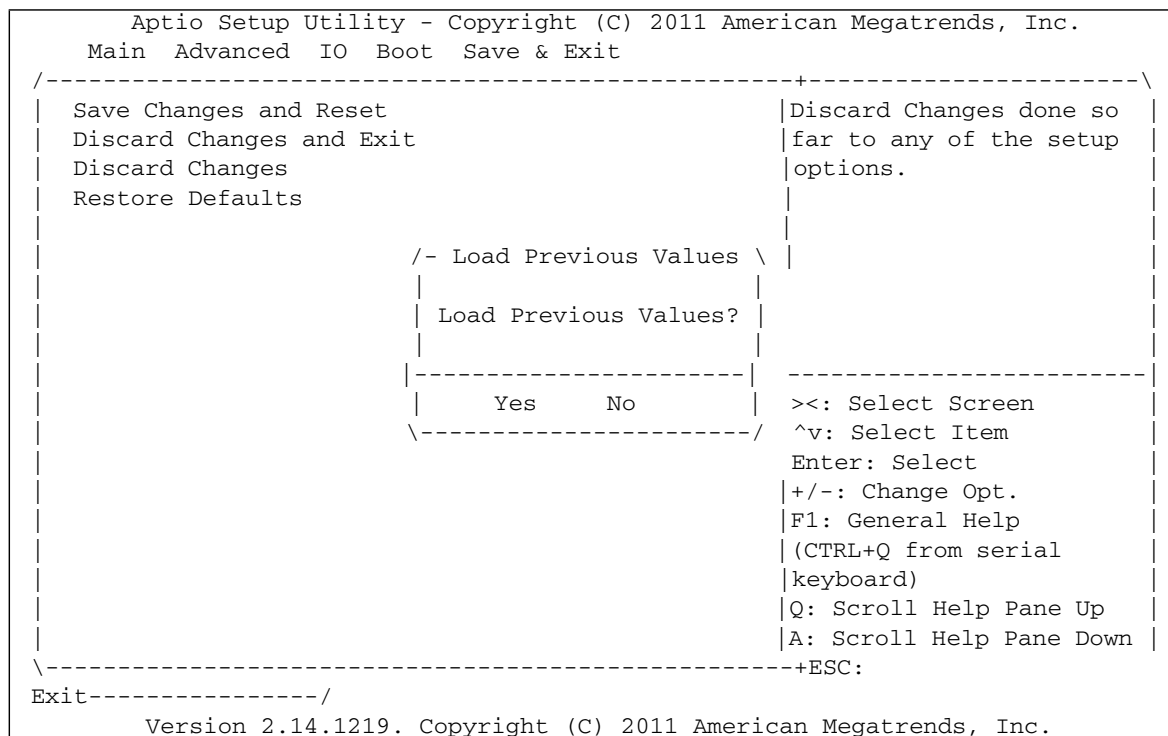 Aptio Setup Utility - Copyright (C) 2011 American Megatrends, Inc.
Main  Advanced  IO  Boot  Save & Exit
/----------------------------------------------------+-----------------------\
|  Save Changes and Reset                            |Discard Changes done so  |
|  Discard Changes and Exit                          |far to any of the setup  |
|  Discard Changes                                   |options.                 |
|  Restore Defaults                                  |                         |
|                                                    |                         |
|                         /- Load Previous Values \ |                         |
|                         |                       |                           |
|                         | Load Previous Values? |                           |
|                         |                       |                           |
|                         |-----------------------|  -------------------------|
|                         |     Yes    No         |  ><: Select Screen        |
|                         \-----------------------/  ^v: Select Item          |
|                                                    Enter: Select            |
|                                                    |+/-: Change Opt.         |
|                                                    |F1: General Help         |
|                                                    |(CTRL+Q from serial      |
|                                                    |keyboard)                |
|                                                    |Q: Scroll Help Pane Up   |
|                                                    |A: Scroll Help Pane Down |
\----------------------------------------------------+ESC:
Exit----------------/
Version 2.14.1219. Copyright (C) 2011 American Megatrends, Inc.